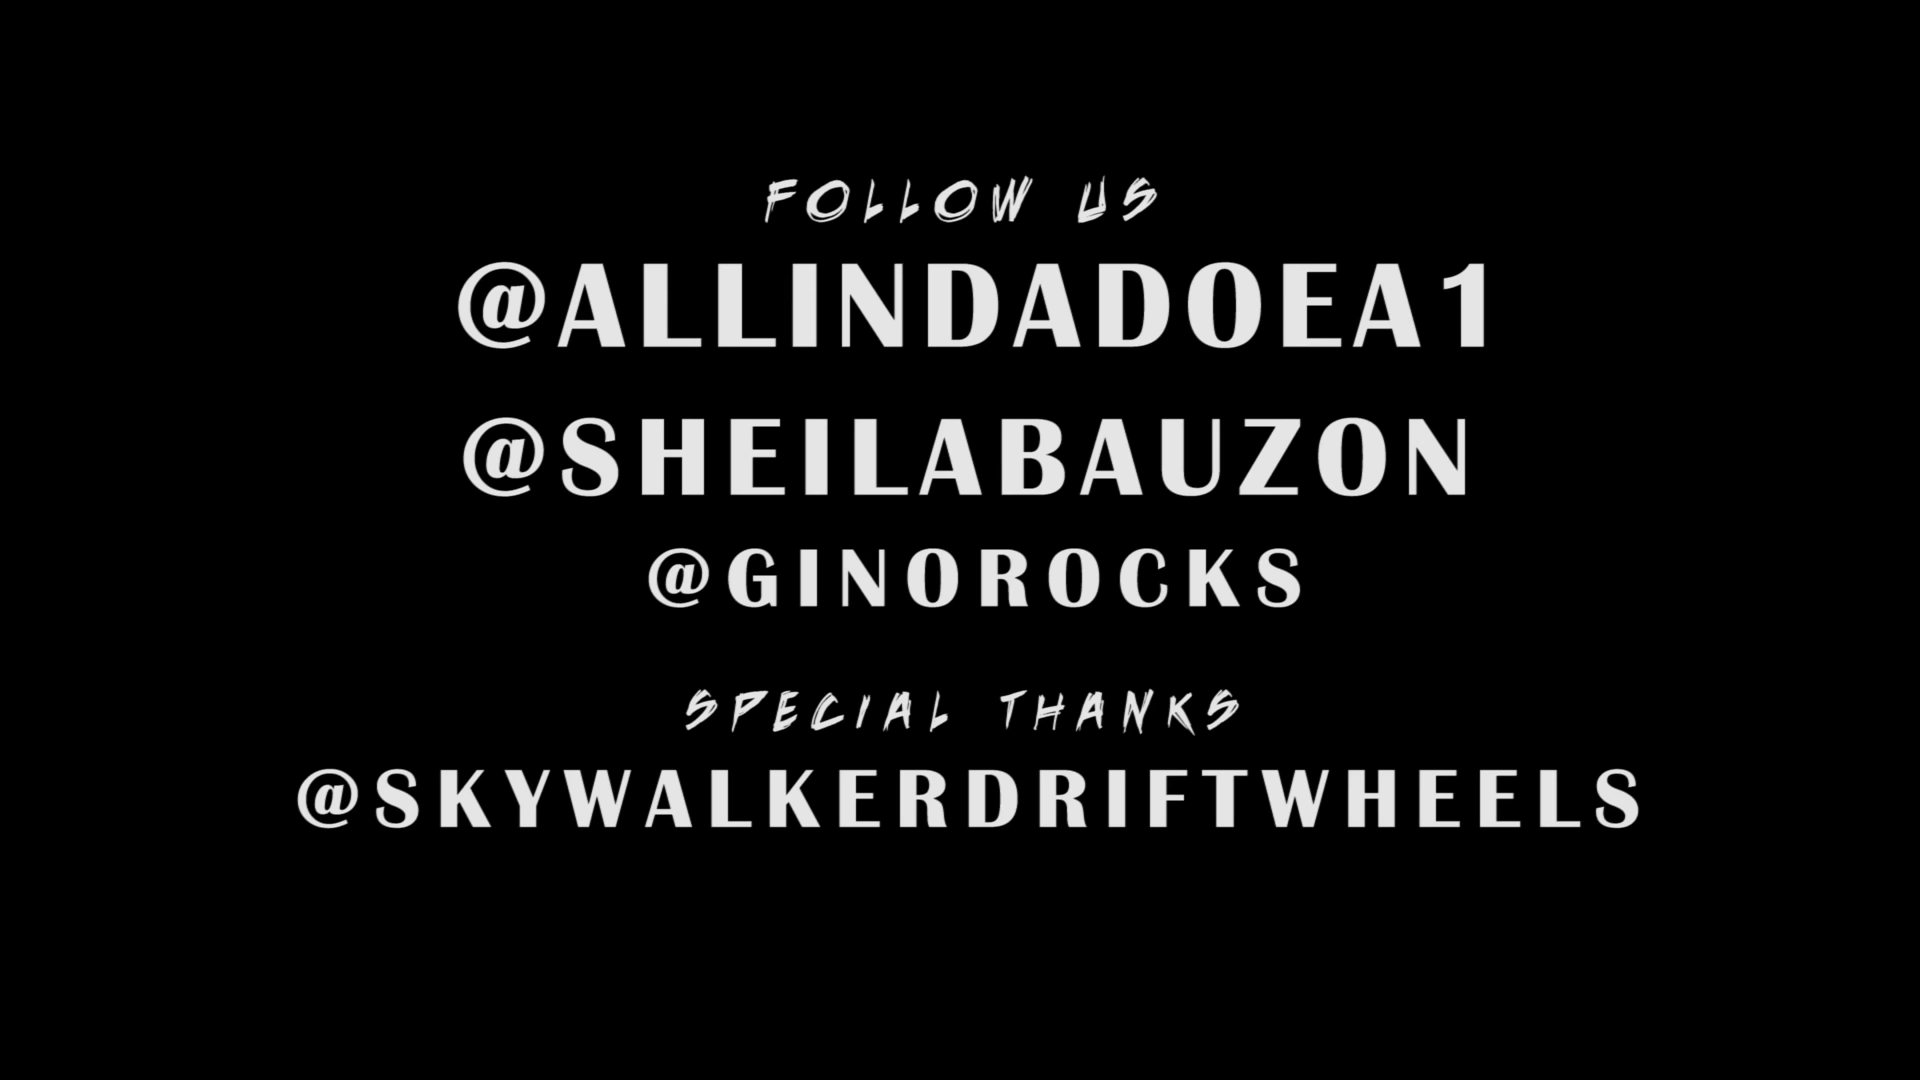 FOLLOW US
@ALLINDADOEA1
@SHEILABAUZON
@GINOROCKS
SPECIAL THANKS
@SKYWALKERDRIFTWHEELS